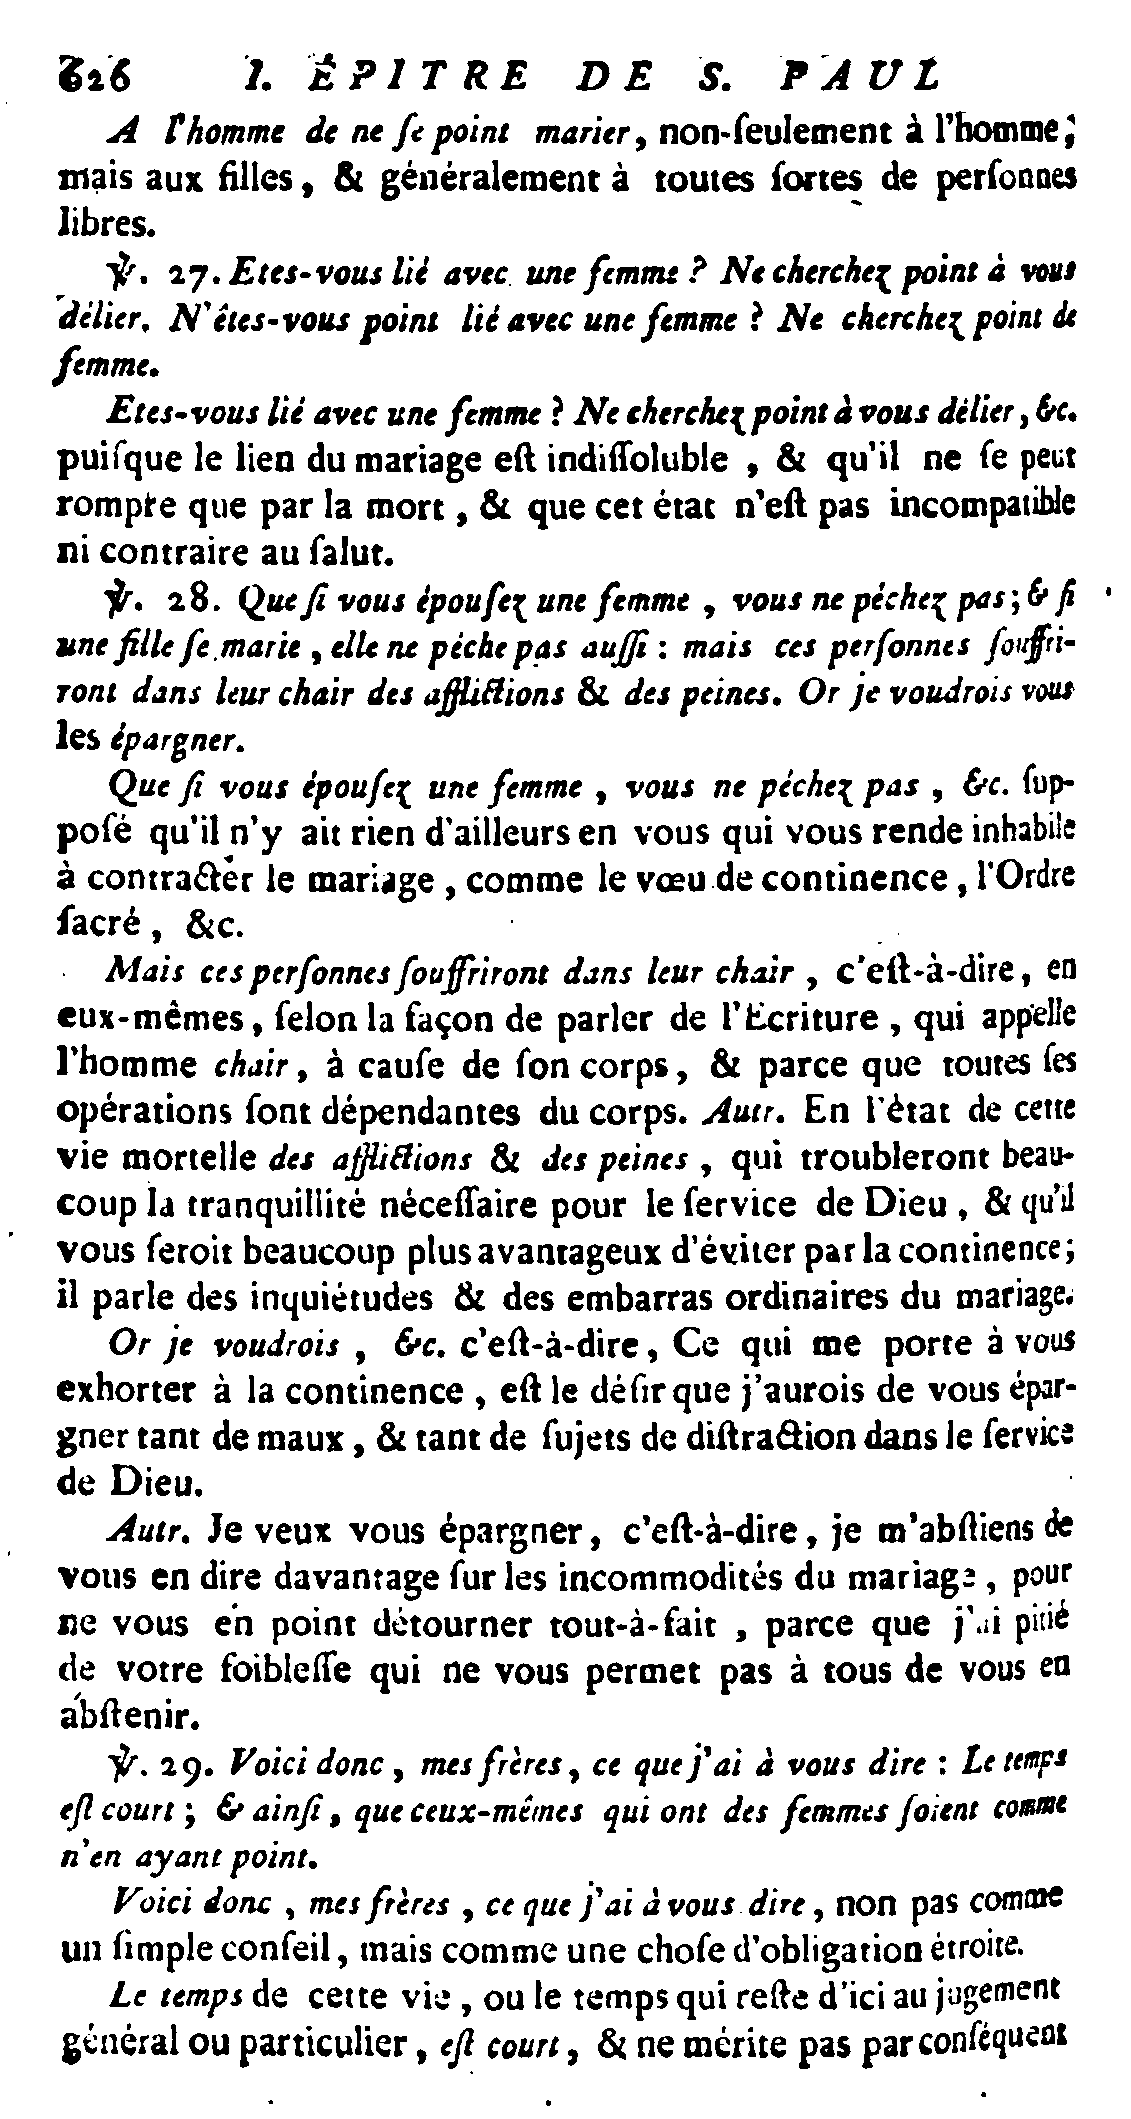 626 I. ÉPITRE DE S. PAUL
A l'homme de ne ſe point marier, non-ſeulement à l'homme;
mais aux filles, & généralement à toutes ſortes de perſonnes
libres.
℣. 27. Etes-vous lié avec une femme ? Ne cherchez point à vous
délier. N'êtes-vous point lié avec une femme ? Ne cherchez point de
femme.
Etes-vous lié avec une femme ? Ne cherchez point à vous délier, &c.
puiſque le lien du mariage eſt indiſſoluble, & qu'il ne ſe peut
rompre que par la mort, & que cet état n'eſt pas incompatible
ni contraire au ſalut.
℣. 28. Que ſi vous épouſez une femme, vous ne péchez pas; & ſi
une fille ſe marie, elle ne péche pas auſſi : mais ces perſonnes ſouffri-
ront dans leur chair des afflictions & des peines. Or je voudrois vous
les épargner.
Que ſi vous épouſez une femme, vous ne péchez pas, &c. ſup-
poſé qu'il n'y ait rien d'ailleurs en vous qui vous rende inhabile
à contracter le mariage, comme le vœu de continence, l'Ordre
ſacré, &c.
Mais ces perſonnes ſouffriront dans leur chair, c'eſt-à-dire, en
eux-mêmes, ſelon la façon de parler de l'Ecriture, qui appelle
l'homme chair, à cauſe de ſon corps, & parce que toutes ſes
opérations ſont dépendantes du corps. Autr. En l'état de cette
vie mortelle des afflictions & des peines, qui troubleront beau-
coup la tranquillité néceſſaire pour le ſervice de Dieu, & qu'il
vous ſeroit beaucoup plus avantageux d'éviter par la continence;
il parle des inquiétudes & des embarras ordinaires du mariage.
Or je voudrois, &c. c'eſt-à-dire, Ce qui me porte à vous
exhorter à la continence, eſt le déſir que j'aurois de vous épar-
gner tant de maux, & tant de ſujets de diſtraction dans le ſervice
de Dieu.
Autr. Je veux vous épargner, c'eſt-à-dire, je m'abſtiens de
vous en dire davantage ſur les incommodités du mariage, pour
ne vous en point détourner tout-à-fait, parce que j'ai pitié
de votre foibleſſe qui ne vous permet pas à tous de vous en
abſtenir.
℣. 29. Voici donc, mes frères, ce que j'ai à vous dire : Le temps
eſt court ; & ainſi, que ceux-mêmes qui ont des femmes ſoient comme
n'en ayant point.
Voici donc, mes frères, ce que j'ai à vous dire, non pas comme
un ſimple conſeil, mais comme une choſe d'obligation étroite.
Le temps de cette vie, ou le temps qui reſte d'ici au jugement
général ou particulier, eſt court, & ne mérite pas par conſéquent